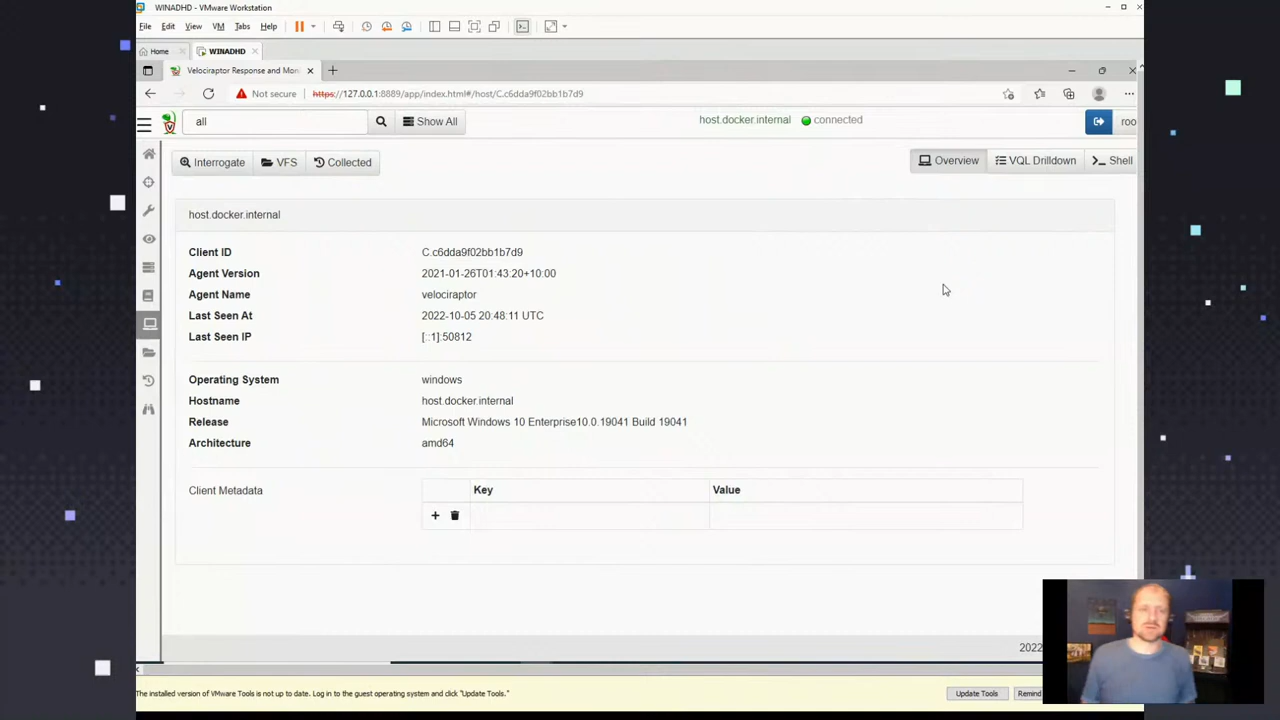 WINADHD - VMware Workstation
File Edit View VM Tabs Help
Home WINADHD
Velociraptor Response and Moni
Not secure https://127.0.0.1:8889/app/index.html#/host/C.c6dda9f02bb1b7d9
all Show All host.docker.internal connected roo
Interrogate VFS Collected Overview VQL Drilldown Shell
host.docker.internal
Client ID C.c6dda9f02bb1b7d9
Agent Version 2021-01-26T01:43:20+10:00
Agent Name velociraptor
Last Seen At 2022-10-05 20:48:11 UTC
Last Seen IP [::1]:50812
Operating System windows
Hostname host.docker.internal
Release Microsoft Windows 10 Enterprise10.0.19041 Build 19041
Architecture amd64
Client Metadata Key Value
2022
The installed version of VMware Tools is not up to date. Log in to the guest operating system and click "Update Tools." Update Tools Remind